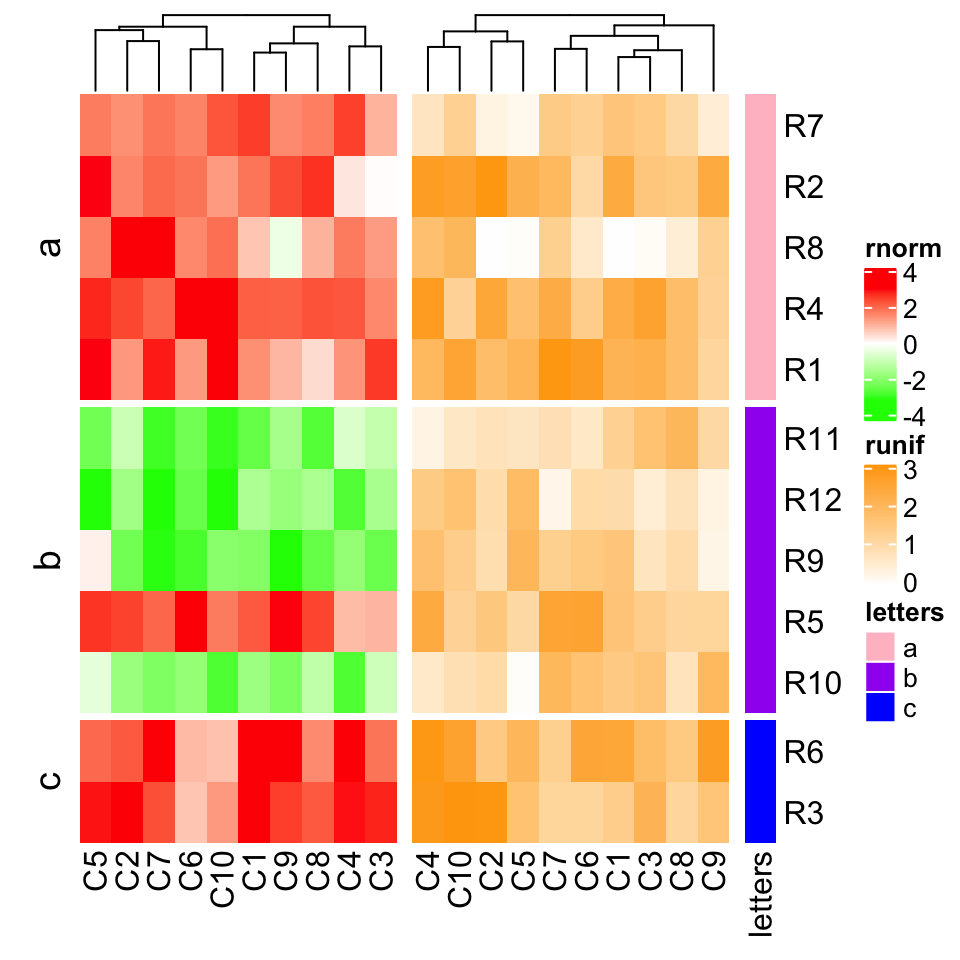 a
b
c
R7
R2
R8
R4
R1
R11
R12
R9
R5
R10
R6
R3
C5 C2 C7 C6 C10 C1 C9 C8 C4 C3
C4 C10 C2 C5 C7 C6 C1 C3 C8 C9
letters
rnorm
4
2
0
-2
-4
runif
3
2
1
0
letters
a
b
c